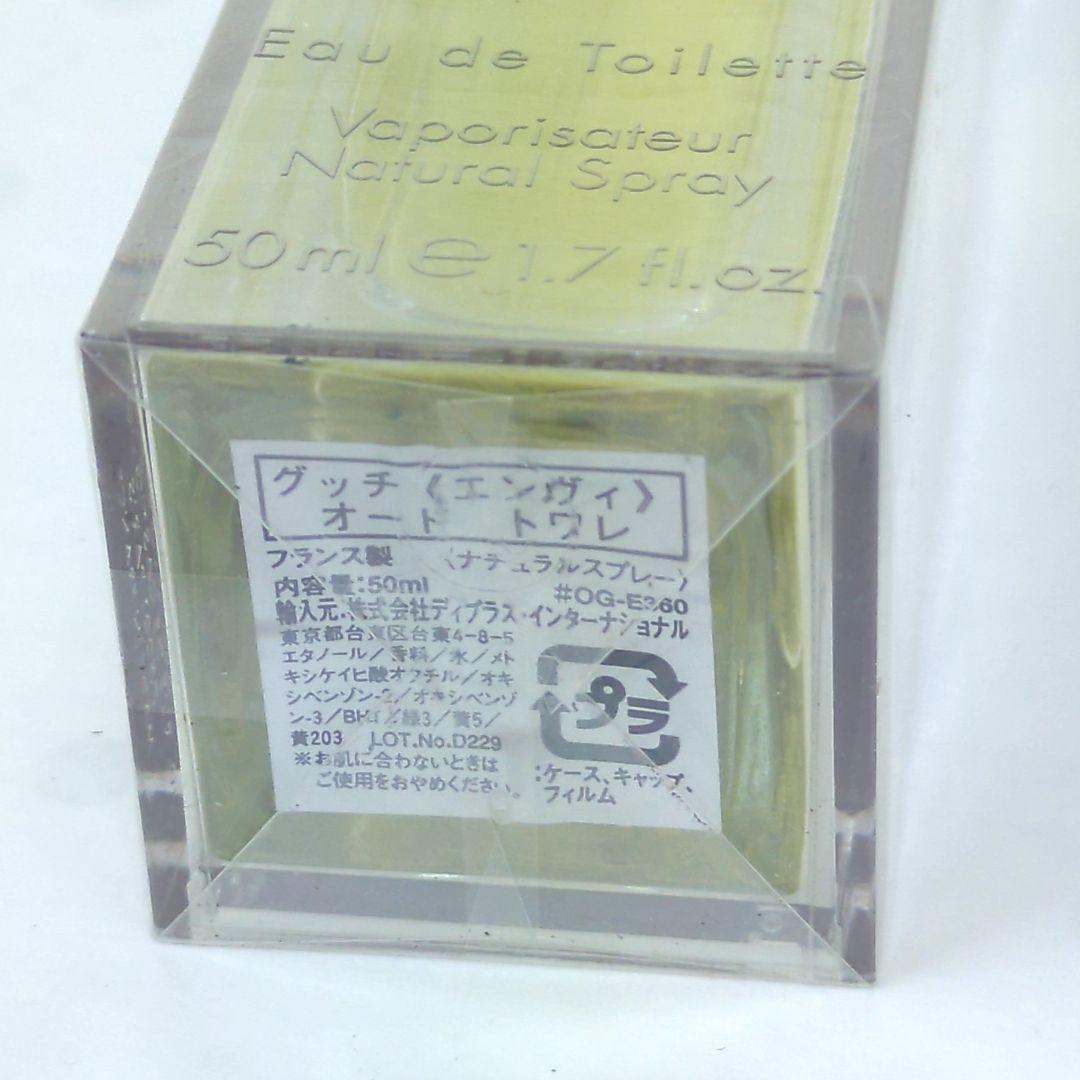 Eau de Toilette
Vaporisateur
Natural Spray
50 ml e 1.7 fl. oz.
グッチ 《エンヴィ》
オード トワレ
フランス製 〈ナチュラルスプレー〉
内容量:50ml #OG-E360
輸入元:株式会社ディプラス・インターナショナル
東京都台東区台東4-8-5
エタノール/香料/水/メト
キシケイヒ酸オクチル/オキ
シベンゾン-2/オキシベンゾ
ン-3/BHT/緑3/黄5/
黄203 LOT.No.D229
※お肌に合わないときは
ご使用をおやめください。
プラ
:ケース、キャップ、
フィルム